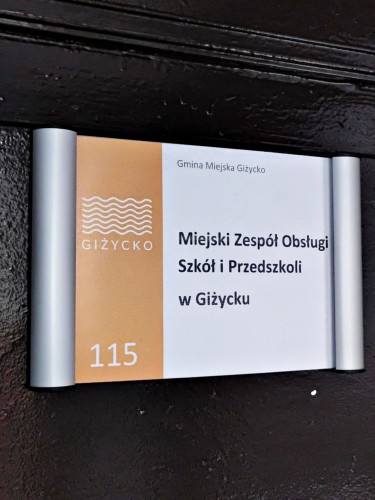 Gmina Miejska Giżycko
GIŻYCKO
Miejski Zespół Obsługi
Szkół i Przedszkoli
w Giżycku
115